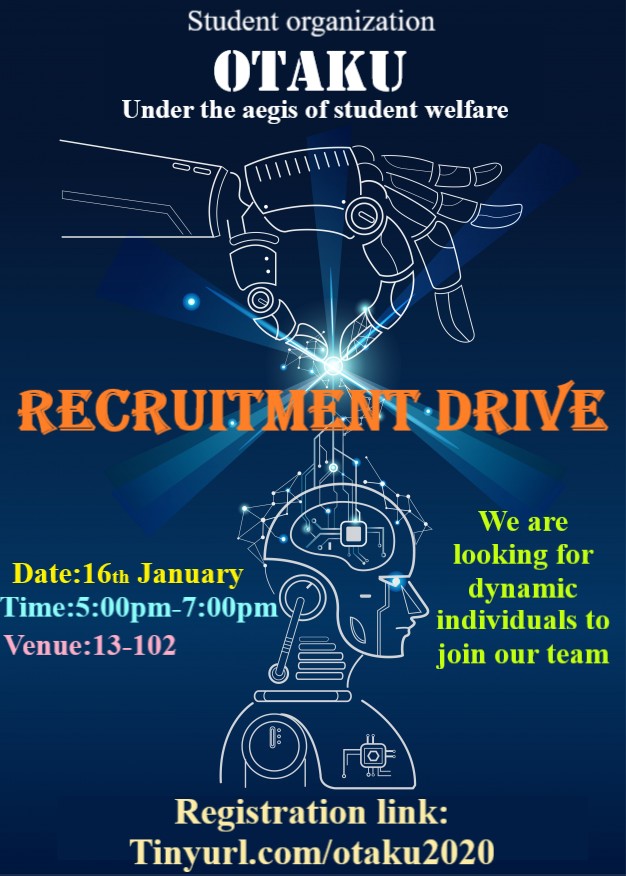 Student organization
OTAKU
Under the aegis of student welfare
RECRUITMENT DRIVE
We are
looking for
dynamic
individuals to
join our team
Date:16th January
Time:5:00pm-7:00pm
Venue:13-102
Registration link:
Tinyurl.com/otaku2020